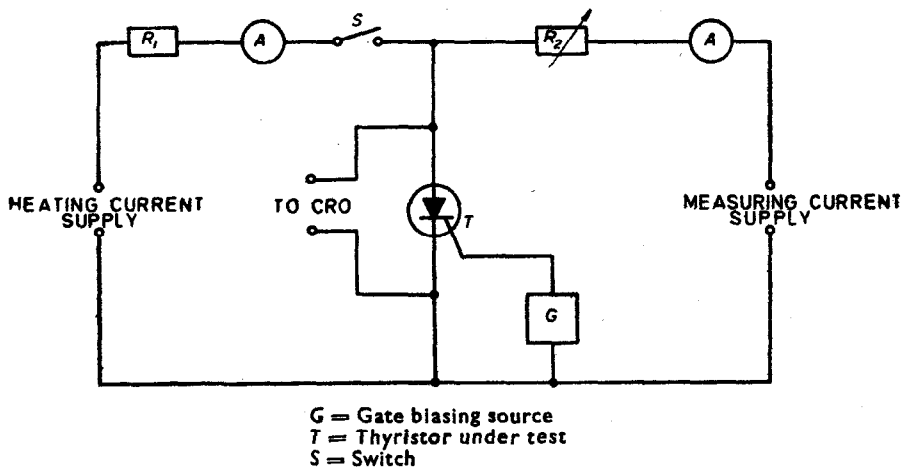 S
R₁
A
R₂
A
HEATING CURRENT
SUPPLY
TO CRO
T
MEASURING CURRENT
SUPPLY
G
G = Gate biasing source
T = Thyristor under test
S = Switch